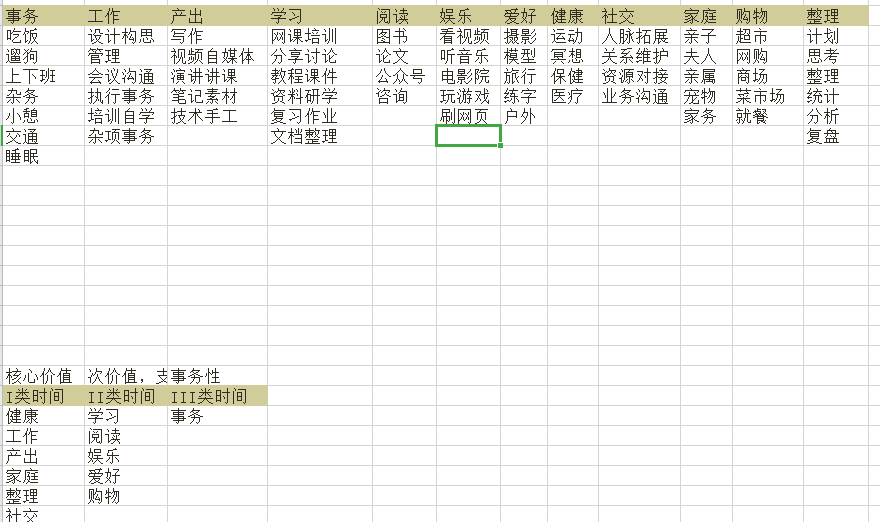 事务 工作 产出 学习 阅读 娱乐 爱好 健康 社交 家庭 购物 整理
吃饭 设计构思 写作 网课培训 图书 看视频 摄影 运动 人脉拓展 亲子 超市 计划
遛狗 管理 视频自媒体 分享讨论 论文 听音乐 模型 冥想 关系维护 夫人 网购 思考
上下班 会议沟通 演讲讲课 教程课件 公众号 电影院 旅行 保健 资源对接 亲属 商场 整理
杂务 执行事务 笔记素材 资料研学 咨询 玩游戏 练字 医疗 业务沟通 宠物 菜市场 统计
小憩 培训自学 技术手工 复习作业 刷网页 户外 家务 就餐 分析
交通 杂项事务 文档整理 复盘
睡眠
核心价值 次价值，支 事务性
I类时间 II类时间 III类时间
健康 学习 事务
工作 阅读
产出 娱乐
家庭 爱好
整理 购物
社交